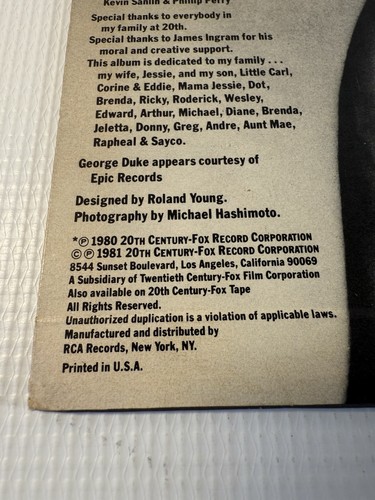 Kevin Sanlin & Phillip Perry
Special thanks to everybody in
my family at 20th.
Special thanks to James Ingram for his
moral and creative support.
This album is dedicated to my family . . .
my wife, Jessie, and my son, Little Carl,
Corine & Eddie, Mama Jessie, Dot,
Brenda, Ricky, Roderick, Wesley,
Edward, Arthur, Michael, Diane, Brenda,
Jeletta, Donny, Greg, Andre, Aunt Mae,
Rapheal & Sayco.
George Duke appears courtesy of
Epic Records
Designed by Roland Young.
Photography by Michael Hashimoto.
*℗ 1980 20TH CENTURY-FOX RECORD CORPORATION
©℗ 1981 20TH CENTURY-FOX RECORD CORPORATION
8544 Sunset Boulevard, Los Angeles, California 90069
A Subsidiary of Twentieth Century-Fox Film Corporation
Also available on 20th Century-Fox Tape
All Rights Reserved.
Unauthorized duplication is a violation of applicable laws.
Manufactured and distributed by
RCA Records, New York, NY.
Printed in U.S.A.